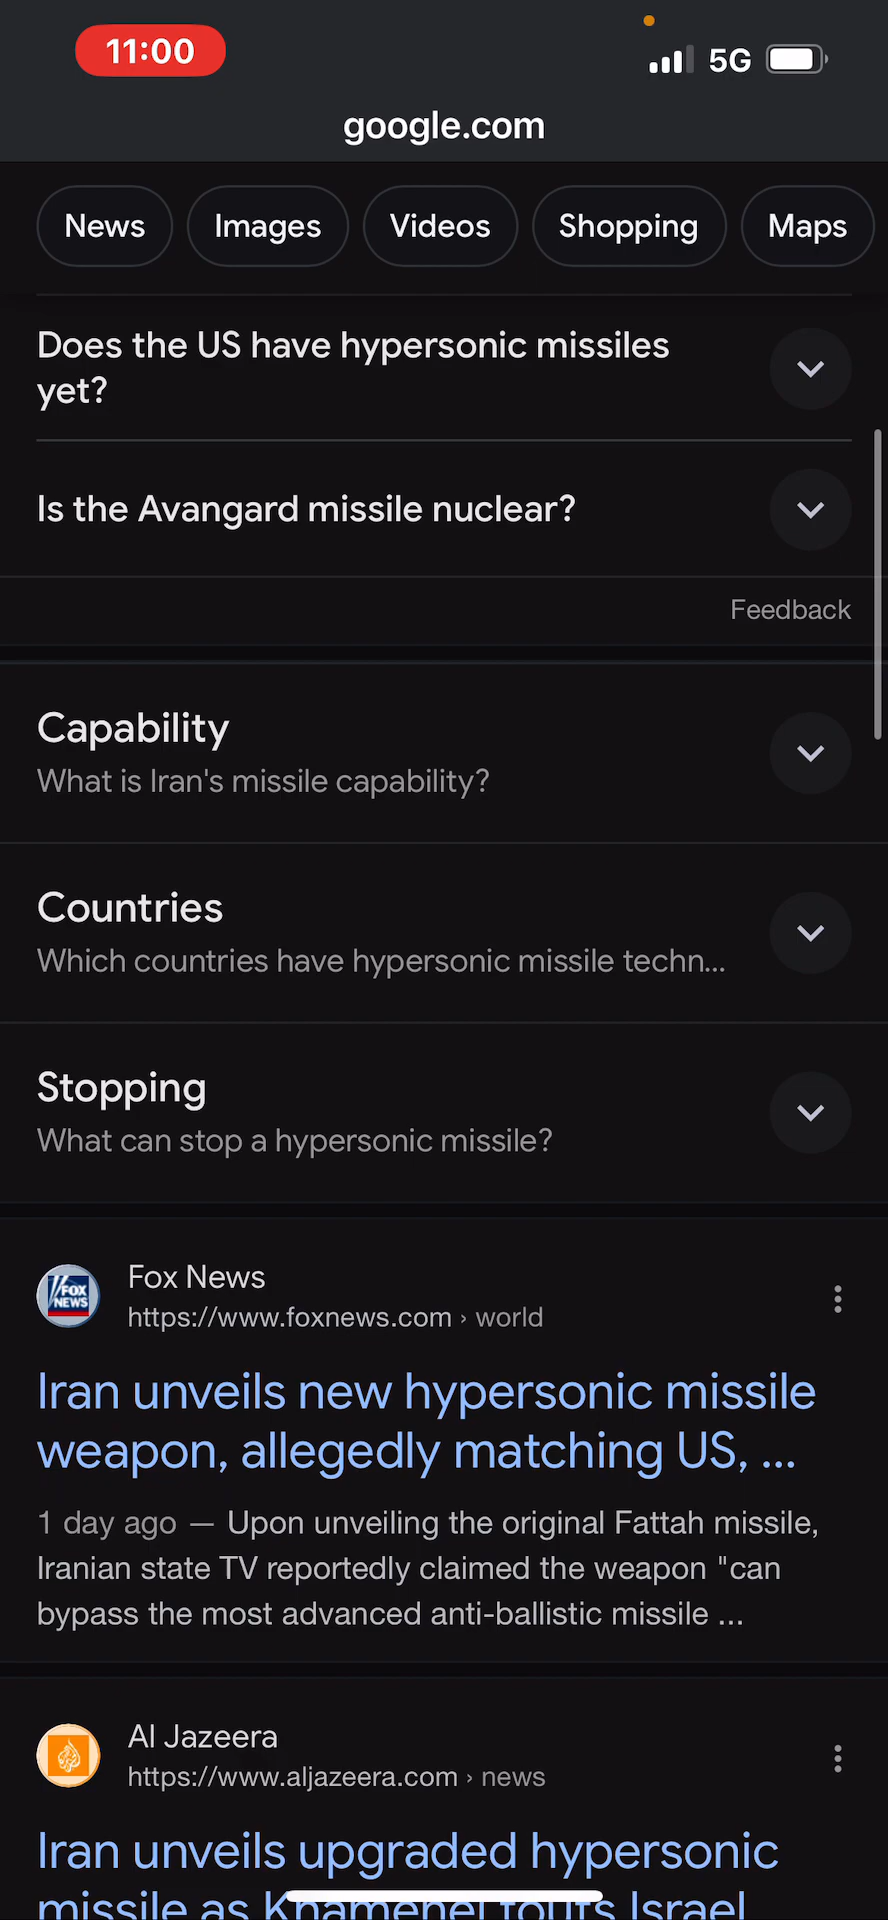 11:00
5G
google.com
News
Images
Videos
Shopping
Maps
Does the US have hypersonic missiles
yet?
Is the Avangard missile nuclear?
Feedback
Capability
What is Iran's missile capability?
Countries
Which countries have hypersonic missile techn...
Stopping
What can stop a hypersonic missile?
FOX
NEWS
Fox News
https://www.foxnews.com › world
Iran unveils new hypersonic missile
weapon, allegedly matching US, ...
1 day ago — Upon unveiling the original Fattah missile,
Iranian state TV reportedly claimed the weapon "can
bypass the most advanced anti-ballistic missile ...
Al Jazeera
https://www.aljazeera.com › news
Iran unveils upgraded hypersonic
missile as Khamenei touts Israel